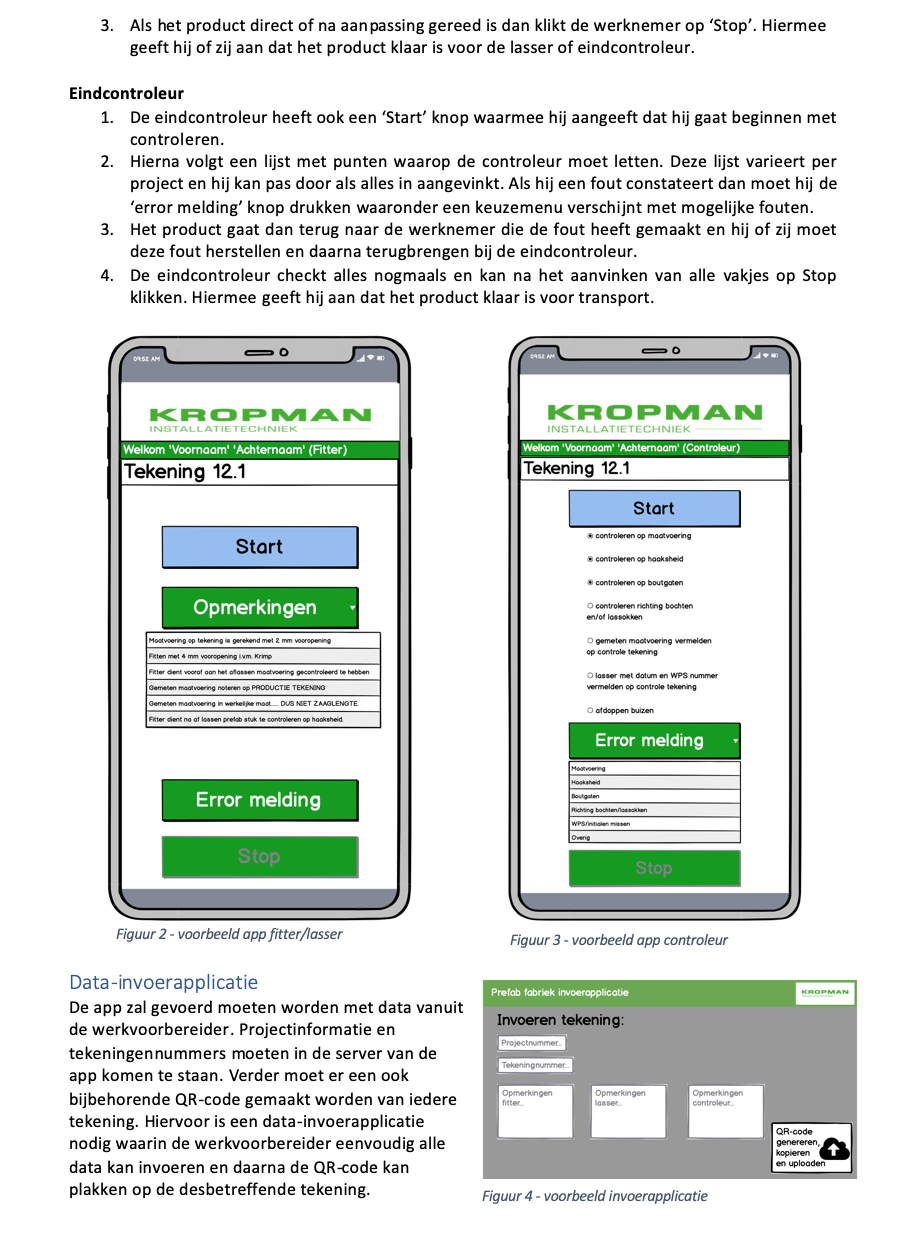 3. Als het product direct of na aanpassing gereed is dan klikt de werknemer op ‘Stop’. Hiermee
geeft hij of zij aan dat het product klaar is voor de lasser of eindcontroleur.
Eindcontroleur
1. De eindcontroleur heeft ook een ‘Start’ knop waarmee hij aangeeft dat hij gaat beginnen met
controleren.
2. Hierna volgt een lijst met punten waarop de controleur moet letten. Deze lijst varieert per
project en hij kan pas door als alles in aangevinkt. Als hij een fout constateert dan moet hij de
‘error melding’ knop drukken waaronder een keuzemenu verschijnt met mogelijke fouten.
3. Het product gaat dan terug naar de werknemer die de fout heeft gemaakt en hij of zij moet
deze fout herstellen en daarna terugbrengen bij de eindcontroleur.
4. De eindcontroleur checkt alles nogmaals en kan na het aanvinken van alle vakjes op Stop
klikken. Hiermee geeft hij aan dat het product klaar is voor transport.
09:52 AM
KROPMAN
INSTALLATIETECHNIEK
Welkom 'Voornaam' 'Achternaam' (Fitter)
Tekening 12.1
Start
Opmerkingen
Maatvoering op tekening is gerekend met 2 mm vooropening
Fitten met 4 mm vooropening i.v.m. Krimp
Fitter dient vooraf aan het aflassen maatvoering gecontroleerd te hebben
Gemeten maatvoering noteren op PRODUCTIE TEKENING
Gemeten maatvoering in werkelijke maat.... DUS NIET ZAAGLENGTE.
Fitter dient na af lassen prefab stuk te controleren op haaksheid.
Error melding
Stop
Figuur 2 - voorbeeld app fitter/lasser
09:52 AM
KROPMAN
INSTALLATIETECHNIEK
Welkom 'Voornaam' 'Achternaam' (Controleur)
Tekening 12.1
Start
controleren op maatvoering
controleren op haaksheid
controleren op boutgaten
controleren richting bochten
en/of lassokken
gemeten maatvoering vermelden
op controle tekening
lasser met datum en WPS nummer
vermelden op controle tekening
afdoppen buizen
Error melding
Maatvoering
Haaksheid
Boutgaten
Richting bochten/lassokken
WPS/initialen missen
Overig
Stop
Figuur 3 - voorbeeld app controleur
Data-invoerapplicatie
De app zal gevoerd moeten worden met data vanuit
de werkvoorbereider. Projectinformatie en
tekeningennummers moeten in de server van de
app komen te staan. Verder moet er een ook
bijbehorende QR-code gemaakt worden van iedere
tekening. Hiervoor is een data-invoerapplicatie
nodig waarin de werkvoorbereider eenvoudig alle
data kan invoeren en daarna de QR-code kan
plakken op de desbetreffende tekening.
Prefab fabriek invoerapplicatie
KROPMAN
Invoeren tekening:
Projectnummer...
Tekeningnummer...
Opmerkingen
fitter...
Opmerkingen
lasser...
Opmerkingen
controleur...
QR-code
genereren,
kopieren
en uploaden
Figuur 4 - voorbeeld invoerapplicatie